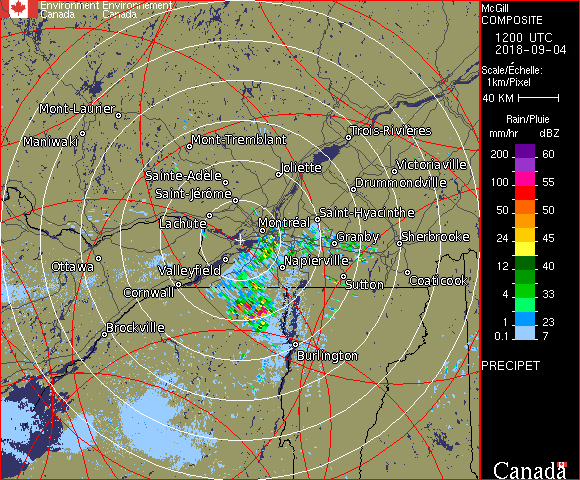 Environment Environnement
Canada Canada
McGill
COMPOSITE
1200 UTC
2018-09-04
Scale/Échelle:
1km/Pixel
40 KM
Rain/Pluie
mm/hr dBZ
200 60
100 55
50 50
24 45
12 40
4 33
1 23
0.1 7
PRECIPET
Canada
Mont-Laurier
Maniwaki
Mont-Tremblant
Trois-Rivières
Sainte-Adèle
Joliette
Victoriaville
Drummondville
Saint-Jérôme
Lachute
Montréal
Saint-Hyacinthe
Granby
Sherbrooke
Ottawa
Valleyfield
Napierville
Cornwall
Sutton
Coaticook
Brockville
Burlington